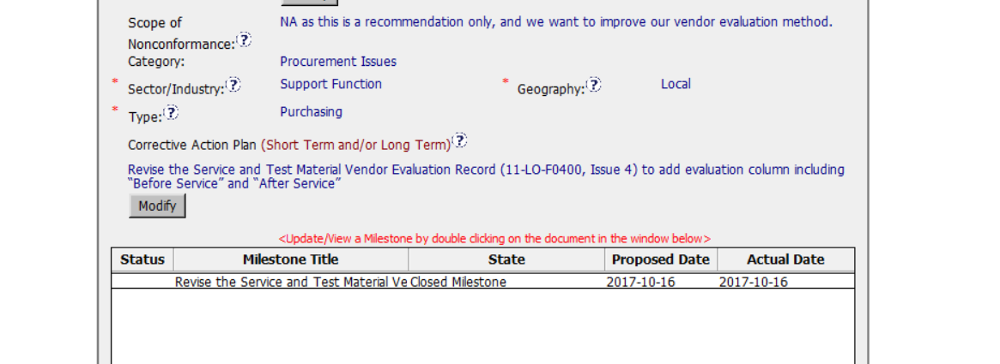 Scope of Nonconformance:(?) NA as this is a recommendation only, and we want to improve our vendor evaluation method.
Category: Procurement Issues
* Sector/Industry:(?) Support Function * Geography:(?) Local
* Type:(?) Purchasing
Corrective Action Plan (Short Term and/or Long Term)(?)
Revise the Service and Test Material Vendor Evaluation Record (11-LO-F0400, Issue 4) to add evaluation column including
“Before Service” and “After Service”
Modify
<Update/View a Milestone by double clicking on the document in the window below>
Status Milestone Title State Proposed Date Actual Date
Revise the Service and Test Material Ve Closed Milestone 2017-10-16 2017-10-16